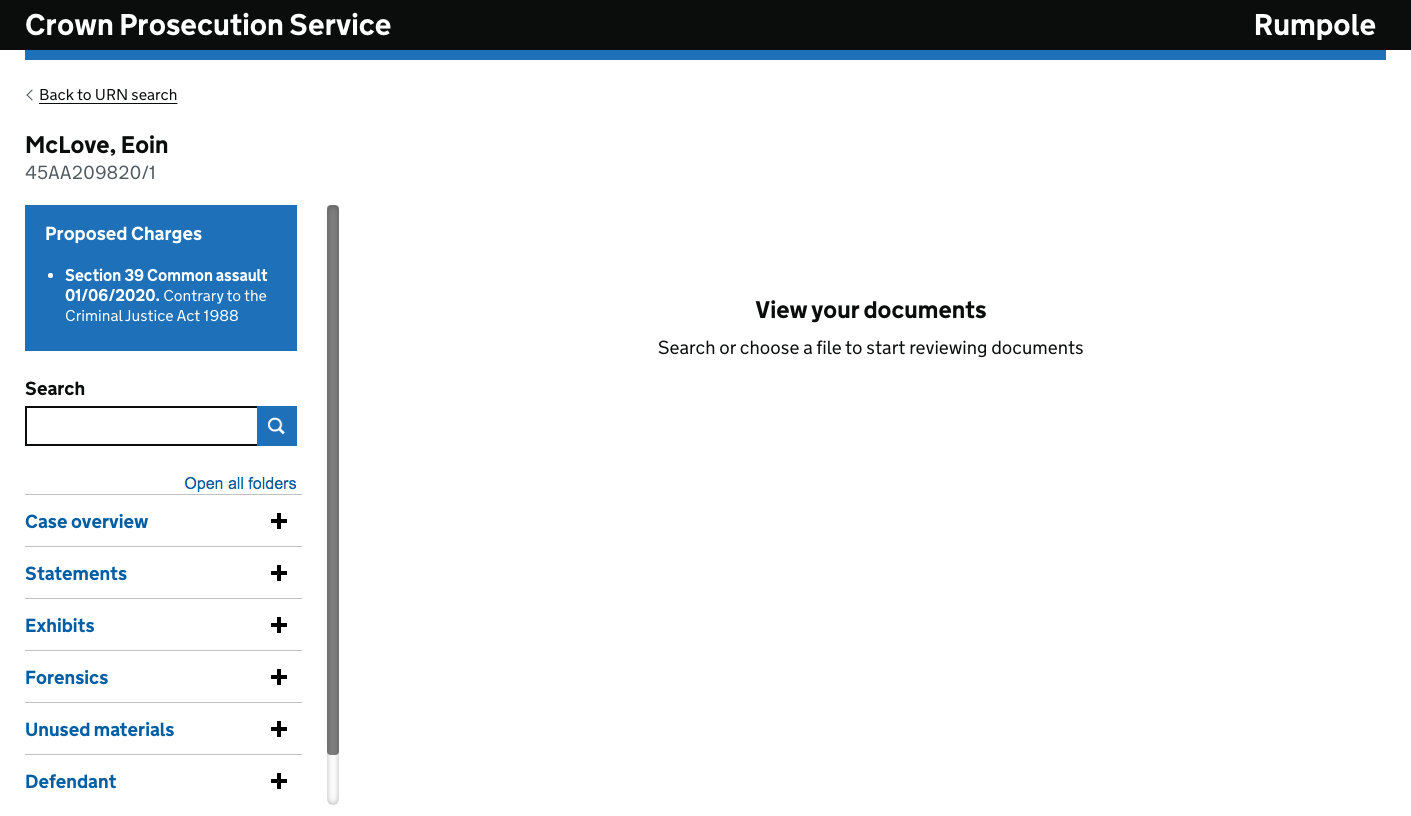 Crown Prosecution Service
Rumpole
Back to URN search
McLove, Eoin
45AA209820/1
Proposed Charges
• Section 39 Common assault
01/06/2020. Contrary to the
Criminal Justice Act 1988
Search
Open all folders
Case overview
Statements
Exhibits
Forensics
Unused materials
Defendant
View your documents
Search or choose a file to start reviewing documents